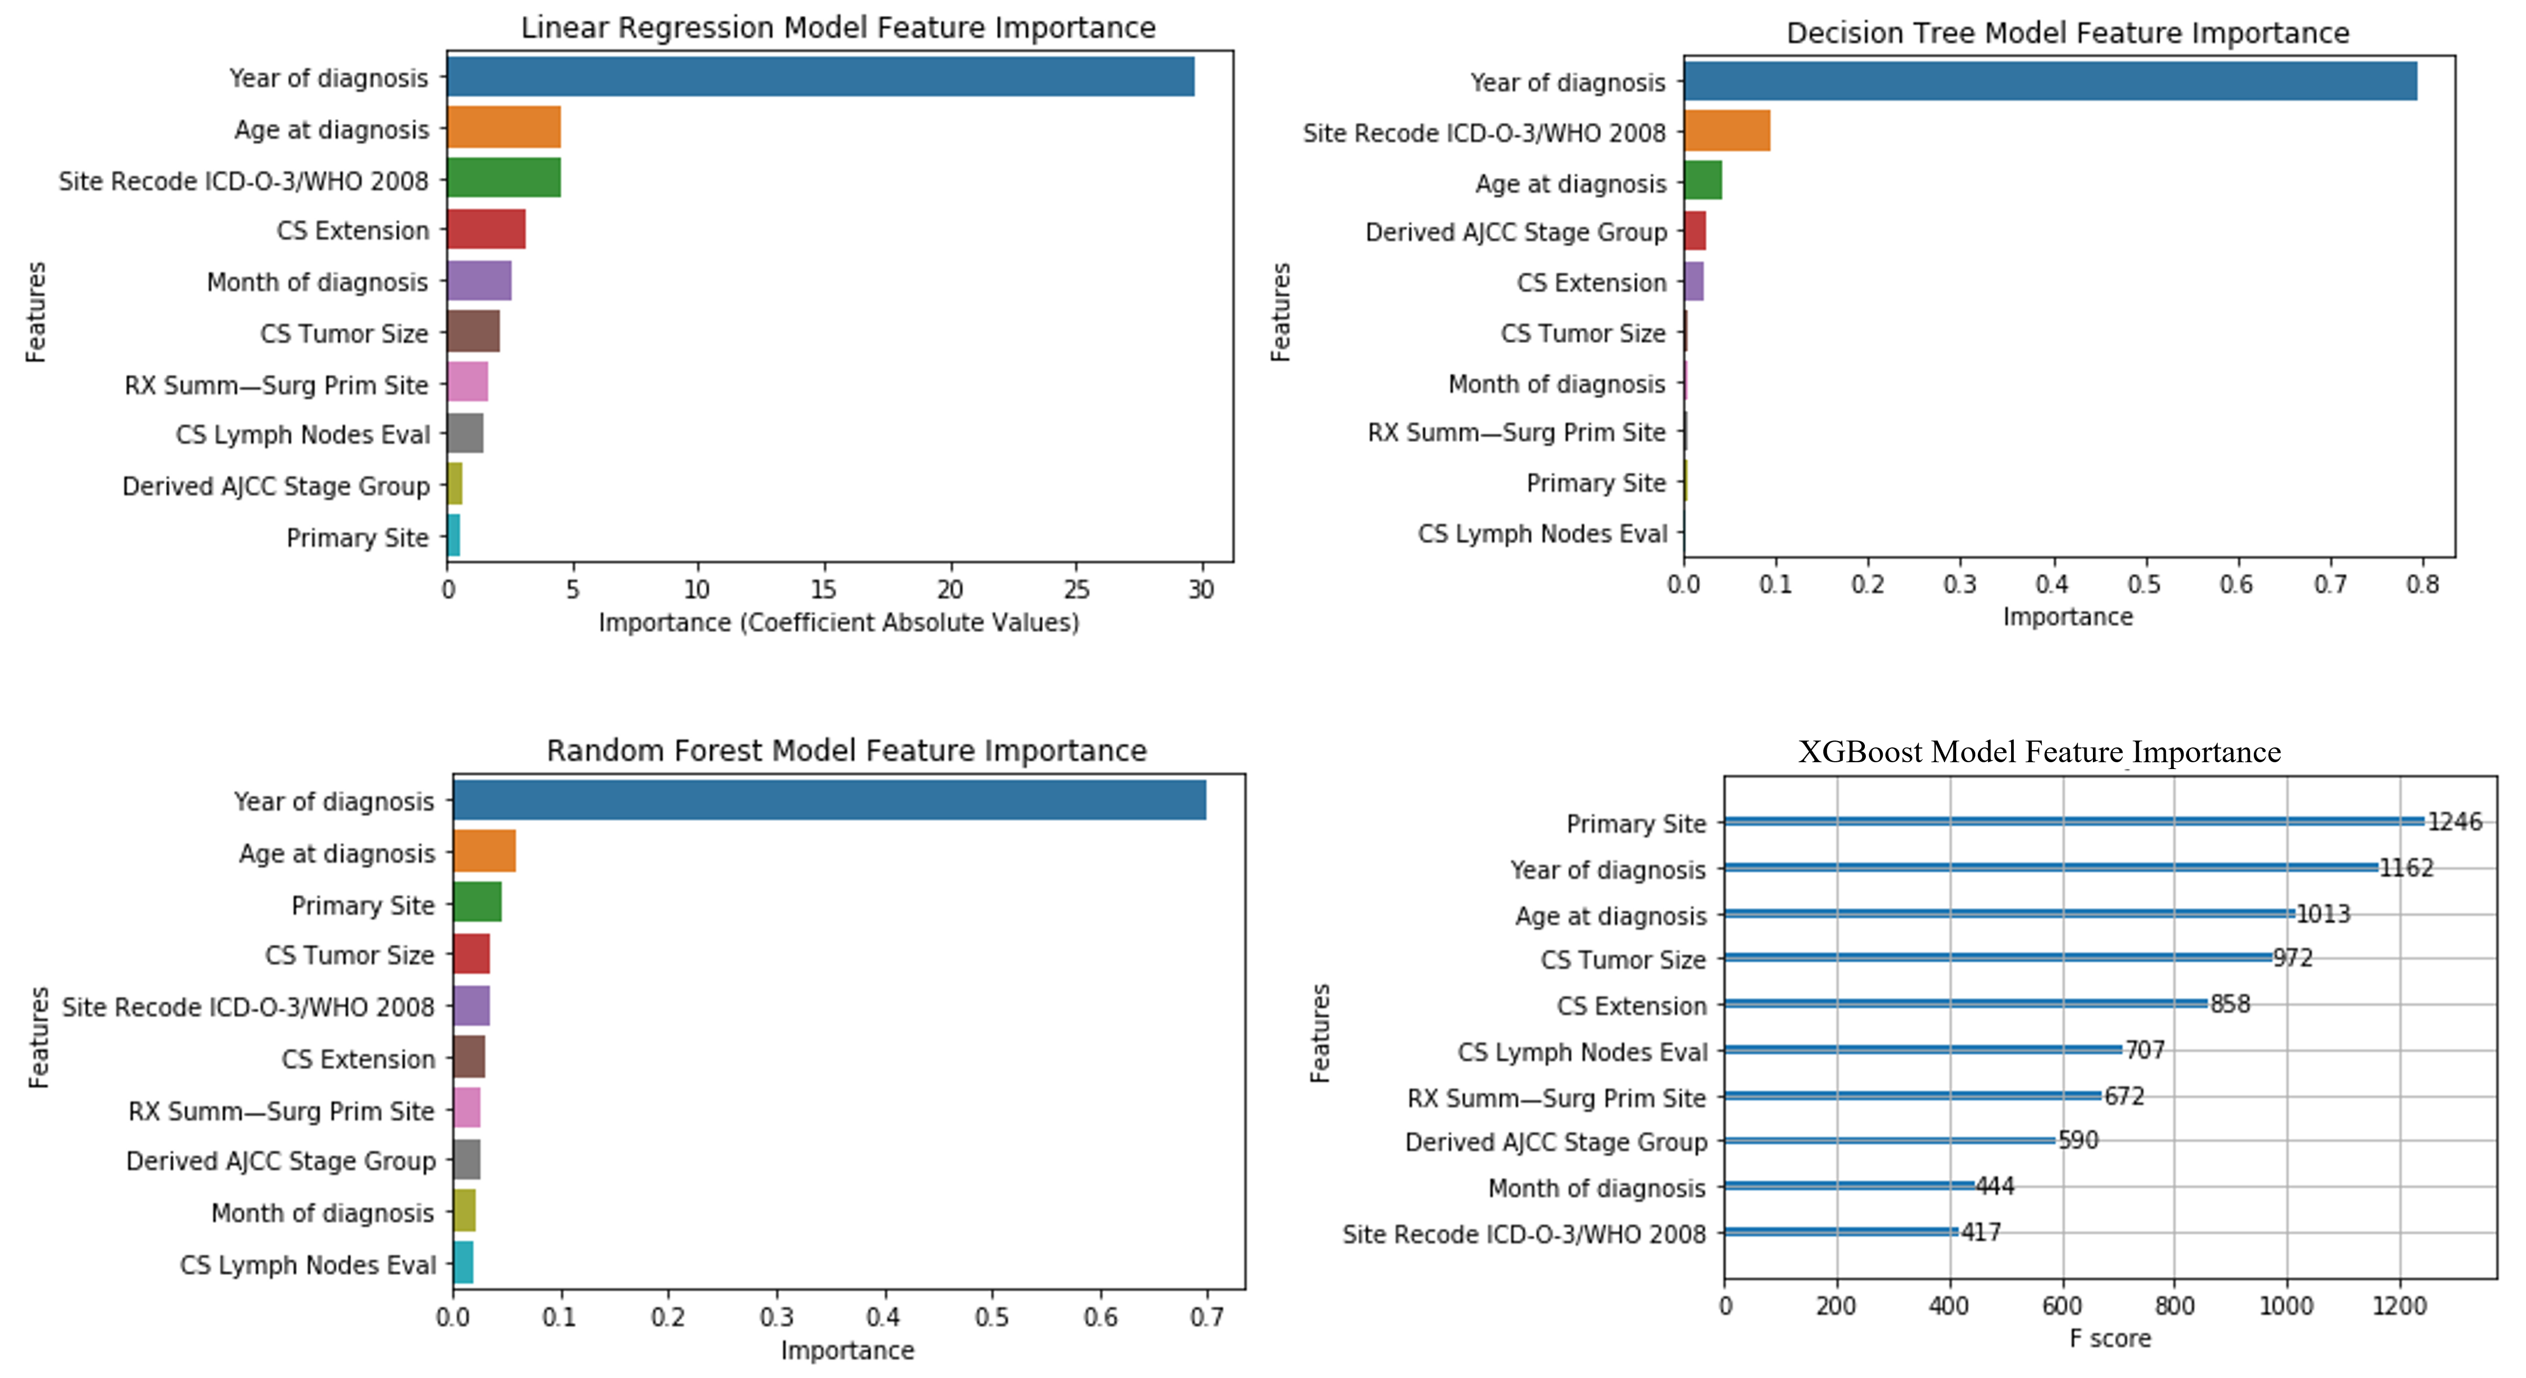 Linear Regression Model Feature Importance
Features
Year of diagnosis
Age at diagnosis
Site Recode ICD-O-3/WHO 2008
CS Extension
Month of diagnosis
CS Tumor Size
RX Summ—Surg Prim Site
CS Lymph Nodes Eval
Derived AJCC Stage Group
Primary Site
0 5 10 15 20 25 30
Importance (Coefficient Absolute Values)
Decision Tree Model Feature Importance
Features
Year of diagnosis
Site Recode ICD-O-3/WHO 2008
Age at diagnosis
Derived AJCC Stage Group
CS Extension
CS Tumor Size
Month of diagnosis
RX Summ—Surg Prim Site
Primary Site
CS Lymph Nodes Eval
0.0 0.1 0.2 0.3 0.4 0.5 0.6 0.7 0.8
Importance
Random Forest Model Feature Importance
Features
Year of diagnosis
Age at diagnosis
Primary Site
CS Tumor Size
Site Recode ICD-O-3/WHO 2008
CS Extension
RX Summ—Surg Prim Site
Derived AJCC Stage Group
Month of diagnosis
CS Lymph Nodes Eval
0.0 0.1 0.2 0.3 0.4 0.5 0.6 0.7
Importance
XGBoost Model Feature Importance
Features
Primary Site 1246
Year of diagnosis 1162
Age at diagnosis 1013
CS Tumor Size 972
CS Extension 858
CS Lymph Nodes Eval 707
RX Summ—Surg Prim Site 672
Derived AJCC Stage Group 590
Month of diagnosis 444
Site Recode ICD-O-3/WHO 2008 417
0 200 400 600 800 1000 1200
F score